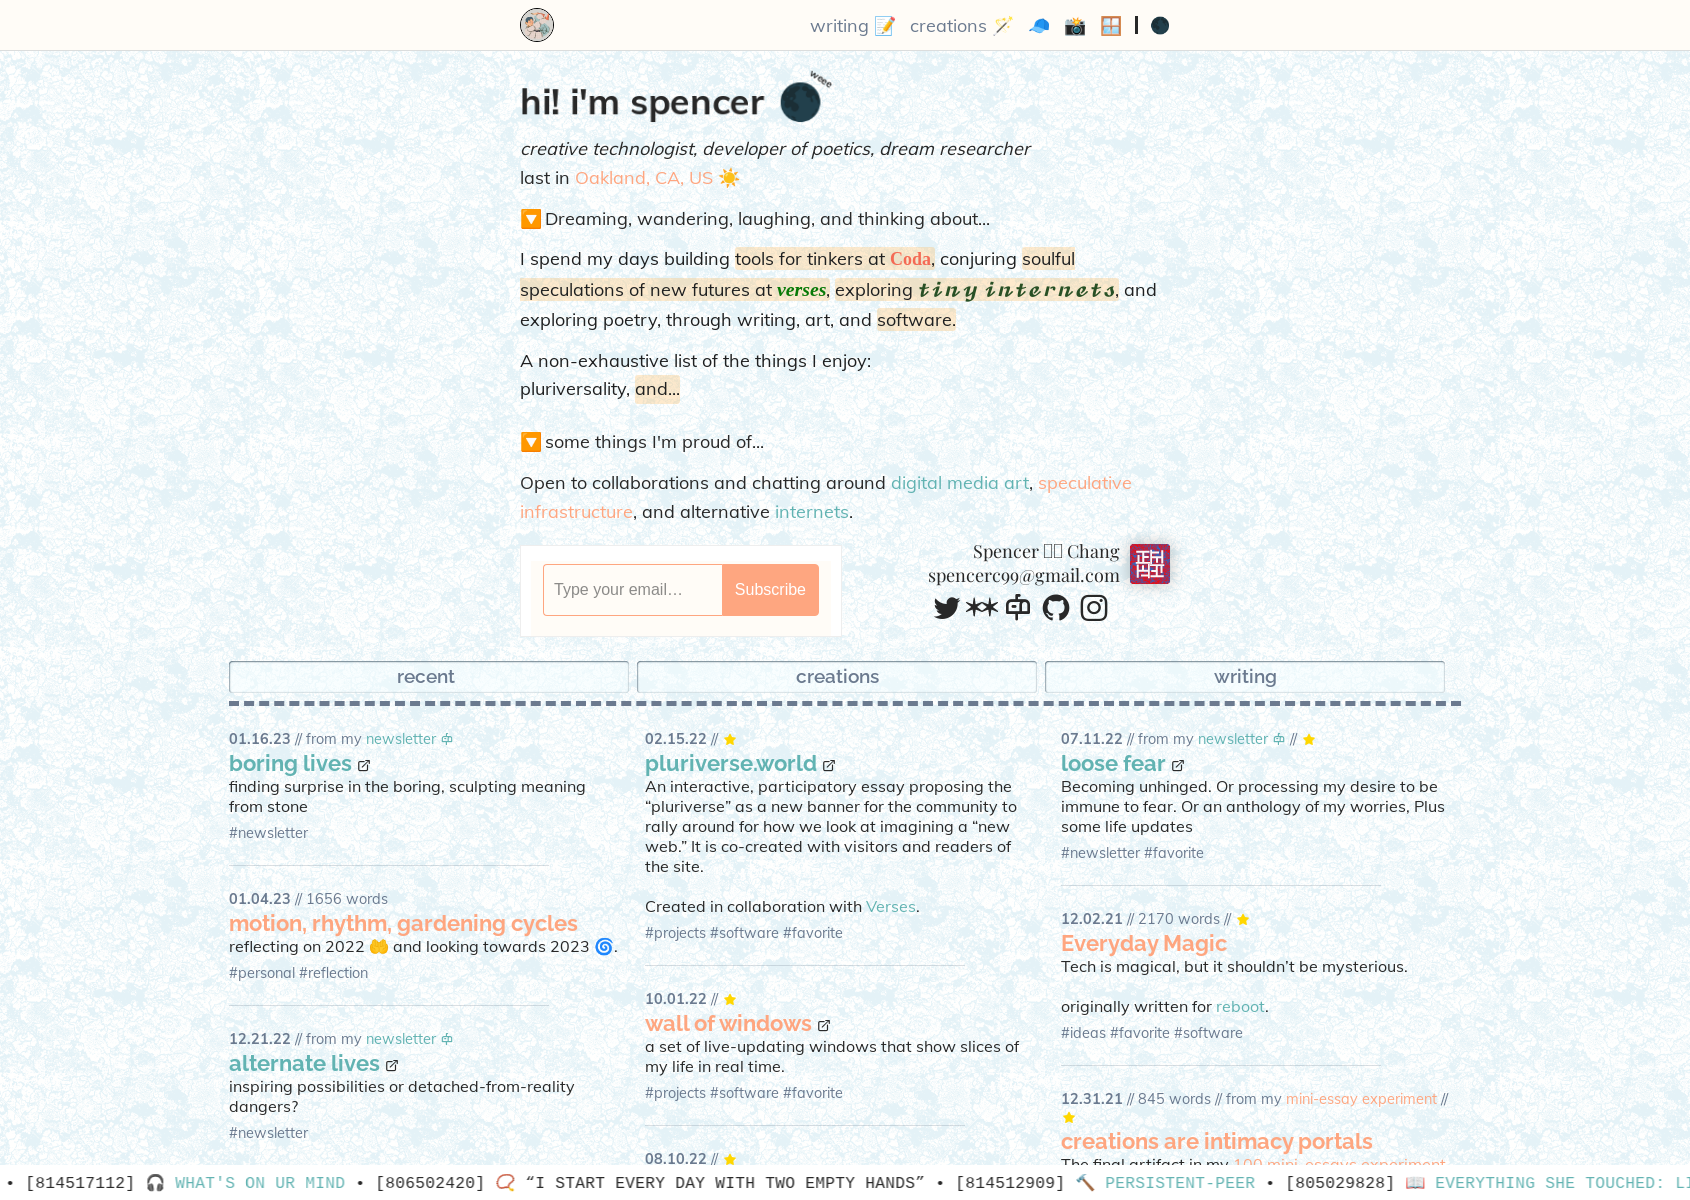 writing 📝 creations 🪄 🧢 📸 🪟 | 🌑
weee
hi! i'm spencer 🌑
creative technologist, developer of poetics, dream researcher
last in Oakland, CA, US ☀️
🔽 Dreaming, wandering, laughing, and thinking about...
I spend my days building tools for tinkers at Coda, conjuring soulful
speculations of new futures at verses, exploring tiny internets, and
exploring poetry, through writing, art, and software.
A non-exhaustive list of the things I enjoy:
pluriversality, and...
🔽 some things I'm proud of...
Open to collaborations and chatting around digital media art, speculative
infrastructure, and alternative internets.
Type your email…
Subscribe
Spencer Chang
spencerc99@gmail.com
recent
creations
writing
01.16.23 // from my newsletter
boring lives
finding surprise in the boring, sculpting meaning
from stone
#newsletter
01.04.23 // 1656 words
motion, rhythm, gardening cycles
reflecting on 2022 🤲 and looking towards 2023 🌀.
#personal #reflection
12.21.22 // from my newsletter
alternate lives
inspiring possibilities or detached-from-reality
dangers?
#newsletter
02.15.22 // ⭐
pluriverse.world
An interactive, participatory essay proposing the
“pluriverse” as a new banner for the community to
rally around for how we look at imagining a “new
web.” It is co-created with visitors and readers of
the site.
Created in collaboration with Verses.
#projects #software #favorite
10.01.22 // ⭐
wall of windows
a set of live-updating windows that show slices of
my life in real time.
#projects #software #favorite
08.10.22 // ⭐
07.11.22 // from my newsletter // ⭐
loose fear
Becoming unhinged. Or processing my desire to be
immune to fear. Or an anthology of my worries, Plus
some life updates
#newsletter #favorite
12.02.21 // 2170 words // ⭐
Everyday Magic
Tech is magical, but it shouldn’t be mysterious.
originally written for reboot.
#ideas #favorite #software
12.31.21 // 845 words // from my mini-essay experiment //
⭐
creations are intimacy portals
The final artifact in my 100 mini-essays experiment
• [814517112] 🎧 WHAT'S ON UR MIND • [806502420] 📿 “I START EVERY DAY WITH TWO EMPTY HANDS” • [814512909] 🔨 PERSISTENT-PEER • [805029828] 📖 EVERYTHING SHE TOUCHED: LI